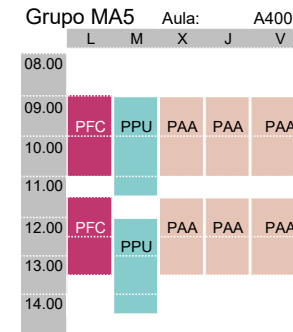 Grupo MA5 Aula: A400
L M X J V
08.00
09.00
PFC PPU PAA PAA PAA
10.00
11.00
12.00
PFC PAA PAA PAA
PPU
13.00
14.00